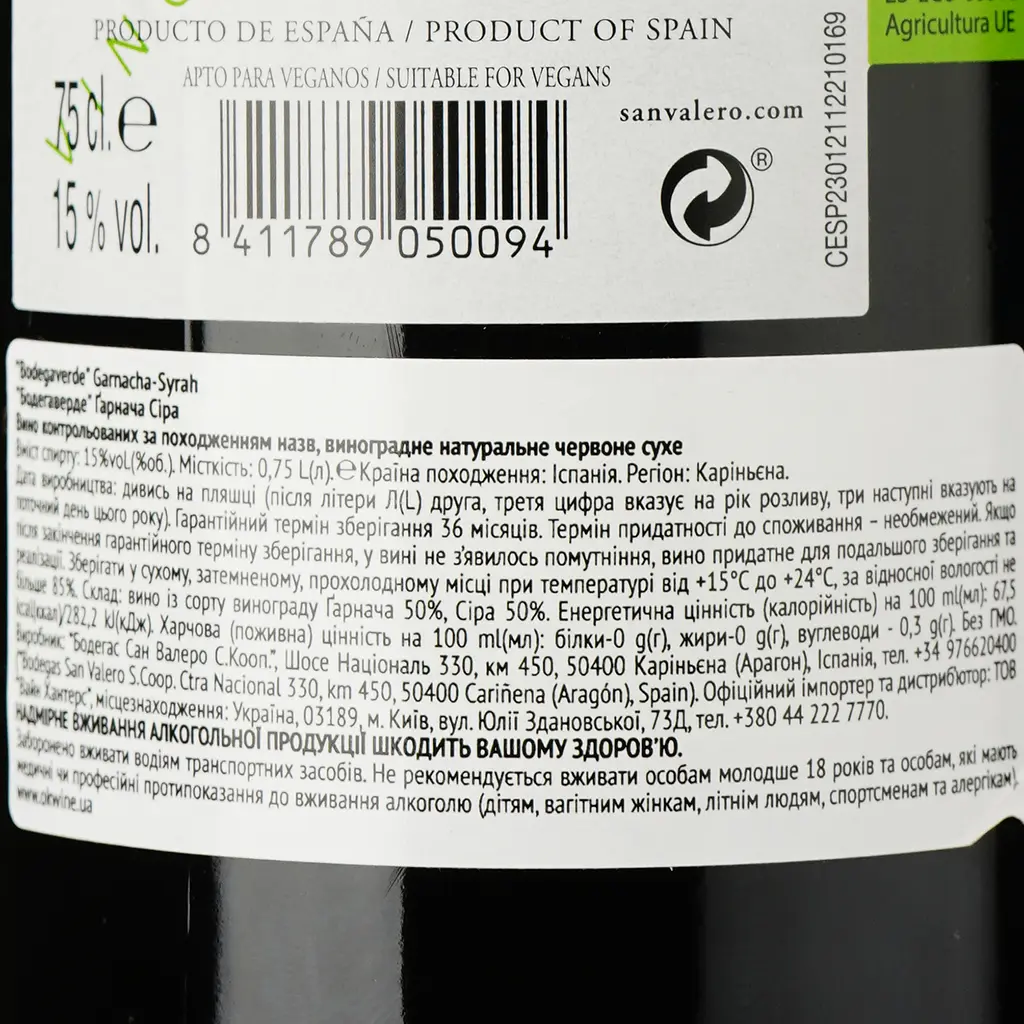 VINO
PRODUCTO DE ESPAÑA / PRODUCT OF SPAIN
APTO PARA VEGANOS / SUITABLE FOR VEGANS
75 cl. ℮
15 % vol.
8 411789 050094
sanvalero.com
®
CESP230121122210169
Agricultura UE
"Bodegaverde" Garnacha-Syrah
"Бодегаверде" Ґарнача Сіра
Вино контрольованих за походженням назв, виноградне натуральне червоне сухе
Вміст спирту: 15%voL(%об.). Місткість: 0,75 L(л).℮ Країна походження: Іспанія. Регіон: Каріньєна.
Дата виробництва: дивись на пляшці (після літери Л(L) друга, третя цифра вказує на рік розливу, три наступні вказують на
поточний день цього року). Гарантійний термін зберігання 36 місяців. Термін придатності до споживання – необмежений. Якщо
після закінчення гарантійного терміну зберігання, у вині не з'явилось помутніння, вино придатне для подальшого зберігання та
реалізації. Зберігати у сухому, затемненому, прохолодному місці при температурі від +15°С до +24°С, за відносної вологості не
більше 85%. Склад: вино із сорту винограду Ґарнача 50%, Сіра 50%. Енергетична цінність (калорійність) на 100 ml(мл): 67,5
kcal(ккал)/282,2 kJ(кДж). Харчова (поживна) цінність на 100 ml(мл): білки-0 g(г), жири-0 g(г), вуглеводи - 0,3 g(г). Без ГМО.
Виробник: "Бодегас Сан Валеро С.Кооп.", Шосе Національ 330, км 450, 50400 Каріньєна (Арагон), Іспанія, тел. +34 976620400
("Bodegas San Valero S.Coop. Ctra Nacional 330, km 450, 50400 Cariñena (Aragón), Spain). Офіційний імпортер та дистриб'ютор: ТОВ
"Вайн Хантерс", місцезнаходження: Україна, 03189, м. Київ, вул. Юлії Здановської, 73Д, тел. +380 44 222 7770.
НАДМІРНЕ ВЖИВАННЯ АЛКОГОЛЬНОЇ ПРОДУКЦІЇ ШКОДИТЬ ВАШОМУ ЗДОРОВ'Ю.
Заборонено вживати водіям транспортних засобів. Не рекомендується вживати особам молодше 18 років та особам, які мають
медичні чи професійні протипоказання до вживання алкоголю (дітям, вагітним жінкам, літнім людям, спортсменам та алергікам).
www.okwine.ua